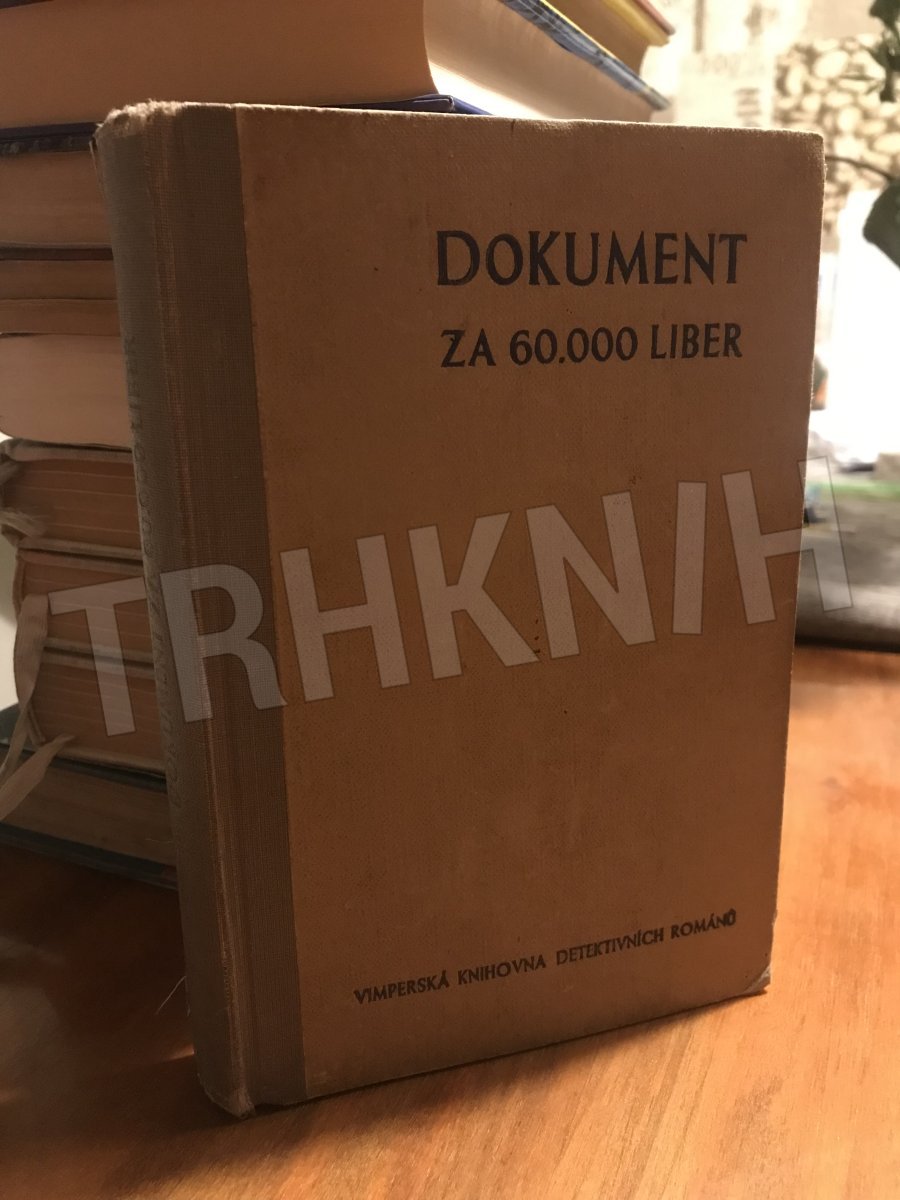 DOKUMENT
ZA 60.000 LIBER
TRHKNIH
VIMPERSKÁ KNIHOVNA DETEKTIVNÍCH ROMÁNŮ